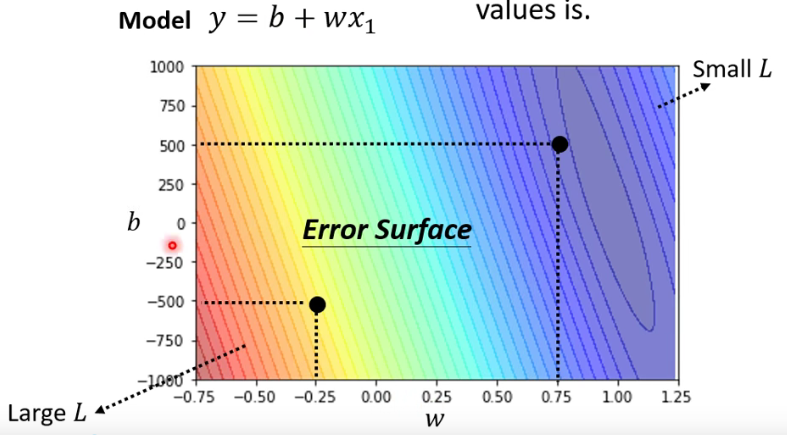 values is.
Model y = b + wx₁
1000
Small L
750
500
250
b
0
Error Surface
−250
−500
−750
−1000
−0.75 −0.50 −0.25 0.00 0.25 0.50 0.75 1.00 1.25
Large L
w